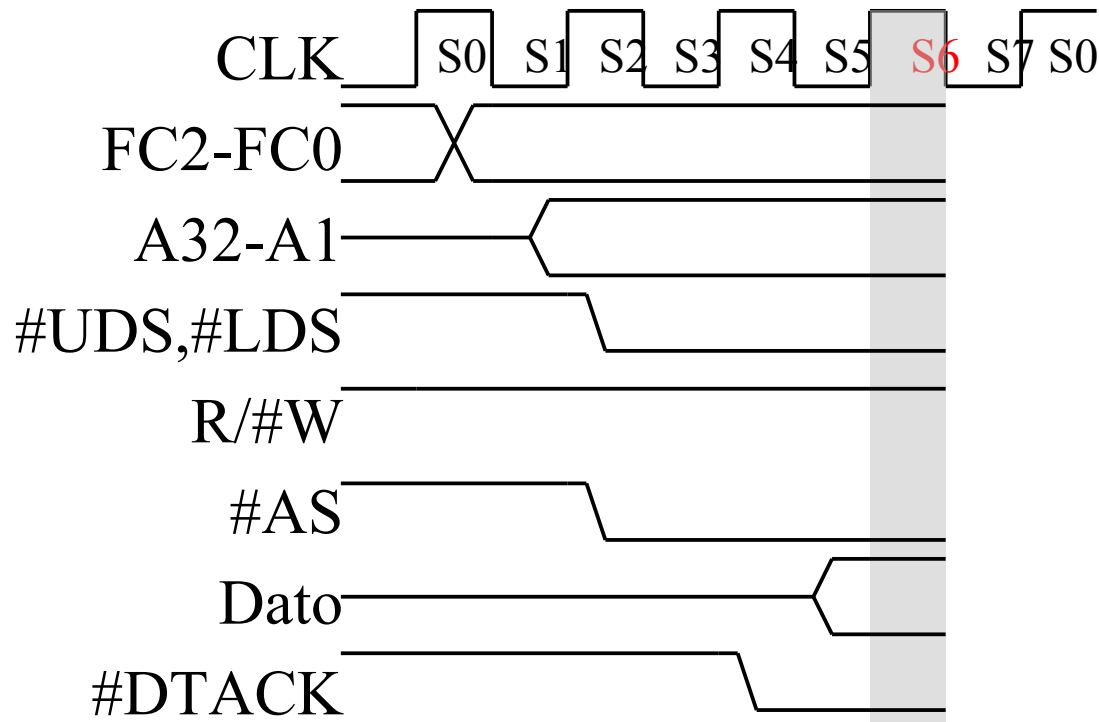 CLK S0 S1 S2 S3 S4 S5 S6 S7 S0
FC2-FC0
A32-A1
#UDS,#LDS
R/#W
#AS
Dato
#DTACK